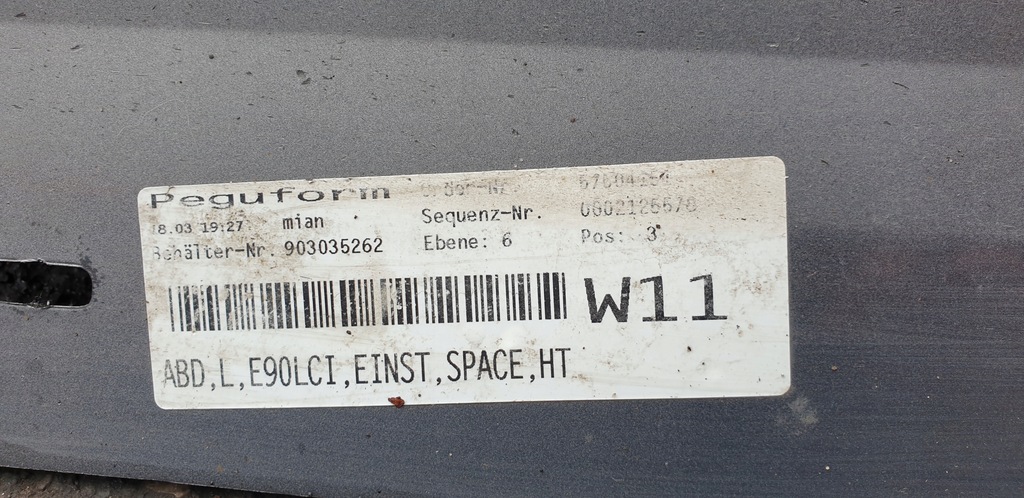 Peguform
8.03 19:27 mian Sequenz-Nr.
Behälter-Nr. 903035262 Ebene: 6 Pos: 3
W11
ABD,L,E90LCI,EINST,SPACE,HT